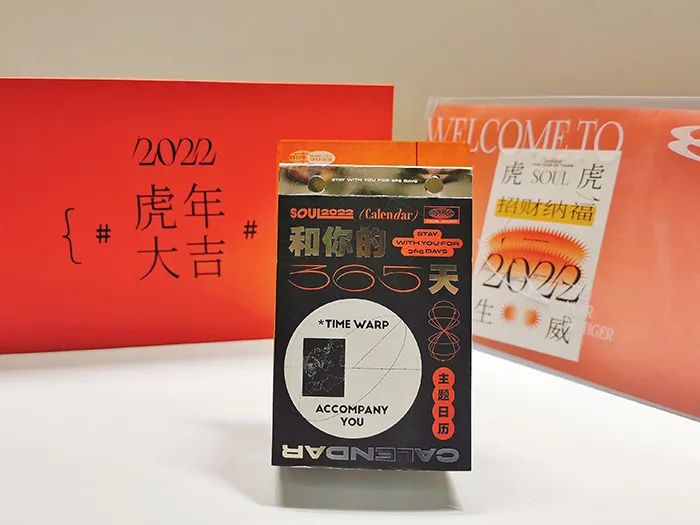 2022
{ # 虎年 #
大吉
STAY WITH YOU FOR 365 DAYS
SOUL2022 (Calendar)
和你的
STAY
WITH YOU FOR
365 DAYS
365天
*TIME WARP
ACCOMPANY
YOU
主题日历
CALENDAR
WELCOME TO
虎 SOUL 虎
招财纳福
2022
生 威
TIGER